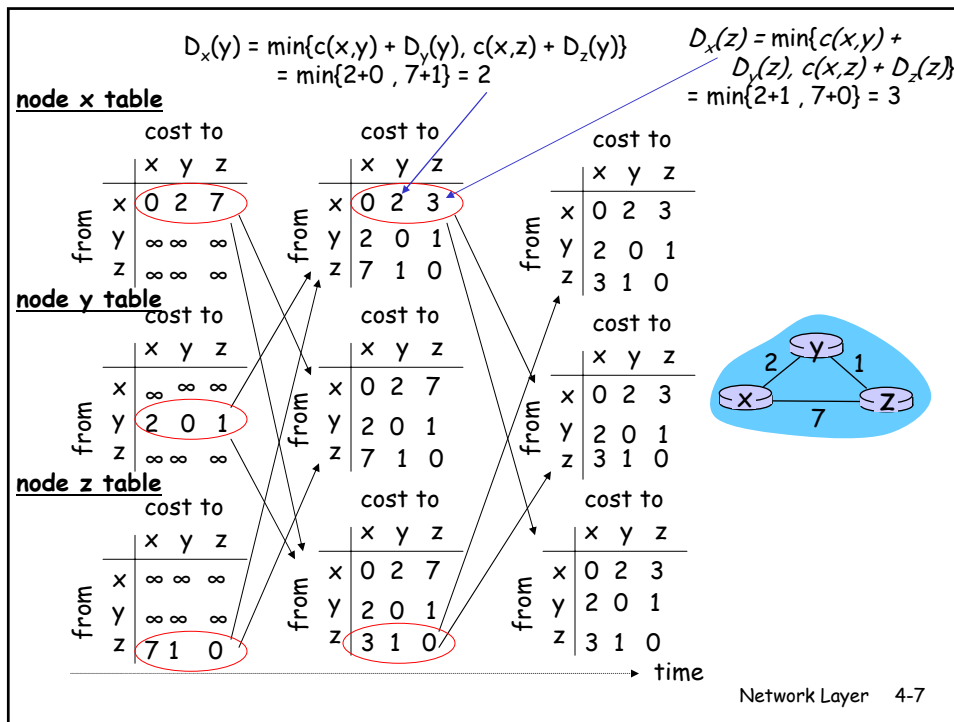 D_x(y) = min{c(x,y) + D_y(y), c(x,z) + D_z(y)}
= min{2+0 , 7+1} = 2
D_x(z) = min{c(x,y) +
D_y(z), c(x,z) + D_z(z)}
= min{2+1 , 7+0} = 3
node x table
cost to
x y z
from
x 0 2 7
y ∞ ∞ ∞
z ∞ ∞ ∞
cost to
x y z
from
x 0 2 3
y 2 0 1
z 7 1 0
cost to
x y z
from
x 0 2 3
y 2 0 1
z 3 1 0
node y table
cost to
x y z
from
x ∞ ∞ ∞
y 2 0 1
z ∞ ∞ ∞
cost to
x y z
from
x 0 2 7
y 2 0 1
z 7 1 0
cost to
x y z
from
x 0 2 3
y 2 0 1
z 3 1 0
node z table
cost to
x y z
from
x ∞ ∞ ∞
y ∞ ∞ ∞
z 7 1 0
cost to
x y z
from
x 0 2 7
y 2 0 1
z 3 1 0
cost to
x y z
from
x 0 2 3
y 2 0 1
z 3 1 0
y
2 1
x z
7
time
Network Layer 4-7